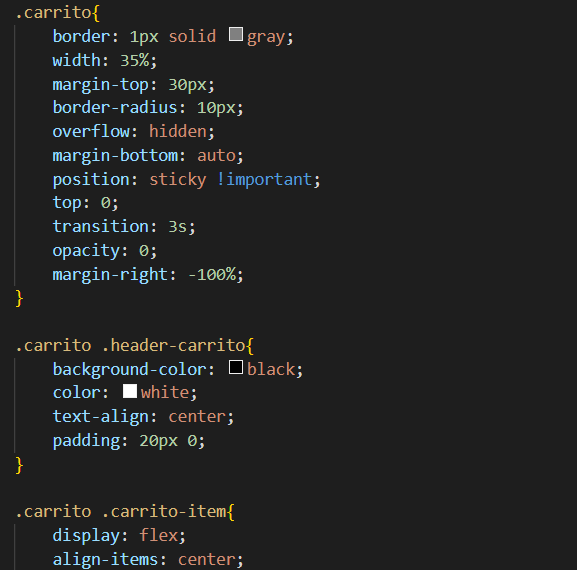 .carrito{
border: 1px solid gray;
width: 35%;
margin-top: 30px;
border-radius: 10px;
overflow: hidden;
margin-bottom: auto;
position: sticky !important;
top: 0;
transition: 3s;
opacity: 0;
margin-right: -100%;
}
.carrito .header-carrito{
background-color: black;
color: white;
text-align: center;
padding: 20px 0;
}
.carrito .carrito-item{
display: flex;
align-items: center;